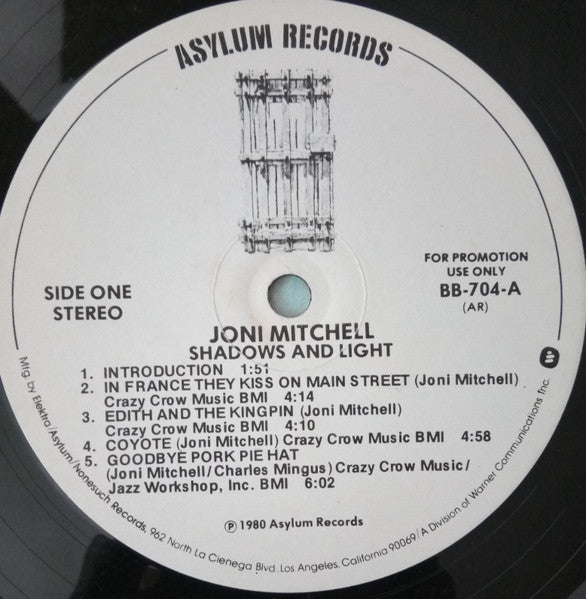 ASYLUM RECORDS
FOR PROMOTION
USE ONLY
BB-704-A
(AR)
SIDE ONE
STEREO
JONI MITCHELL
SHADOWS AND LIGHT
1. INTRODUCTION 1:51
2. IN FRANCE THEY KISS ON MAIN STREET (Joni Mitchell)
Crazy Crow Music BMI 4:14
3. EDITH AND THE KINGPIN (Joni Mitchell)
Crazy Crow Music BMI 4:10
4. COYOTE (Joni Mitchell) Crazy Crow Music BMI 4:58
5. GOODBYE PORK PIE HAT
(Joni Mitchell/Charles Mingus) Crazy Crow Music/
Jazz Workshop, Inc. BMI 6:02
℗ 1980 Asylum Records
Mfg. by Elektra/Asylum/Nonesuch Records, 962 North La Cienega Blvd., Los Angeles, California 90069/A Division of Warner Communications Inc.